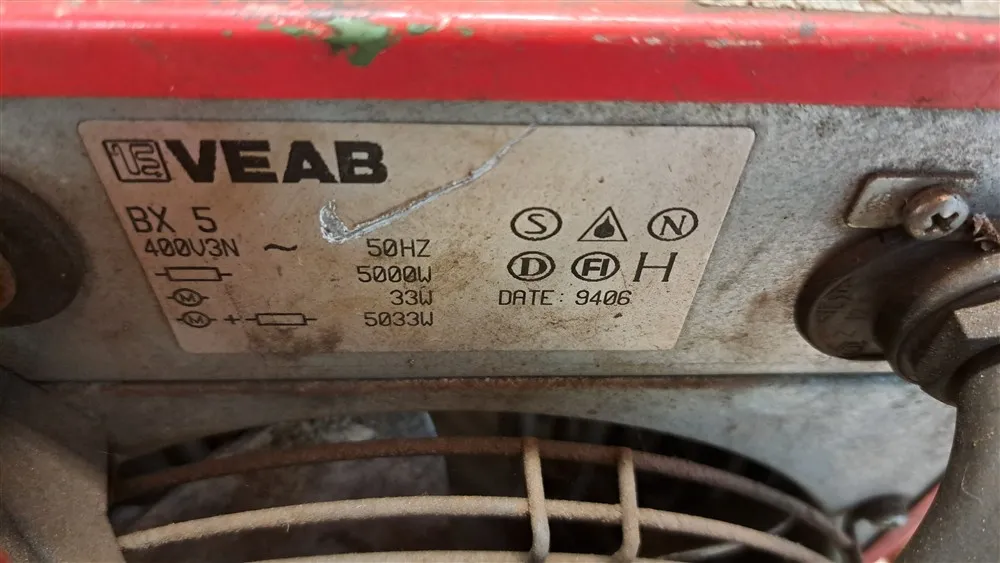 VEAB
BX 5
400V3N ~ 50HZ
5000W
M 33W
M + 5033W
S N
D FI H
DATE: 9406